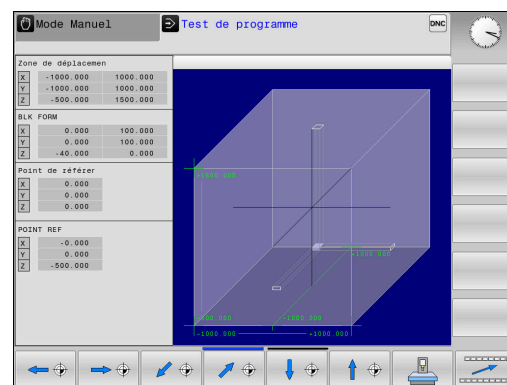 Mode Manuel
Test de programme
DNC
Zone de déplacemen
X -1000.000 1000.000
Y -1000.000 1000.000
Z -500.000 1500.000
BLK FORM
X 0.000 100.000
Y 0.000 100.000
Z -40.000 0.000
Point de référer
X 0.000
Y 0.000
Z 0.000
POINT REF
X -0.000
Y 0.000
Z -500.000
+1000.000
-500.000
-1000.000
-1000.000
+1000.000